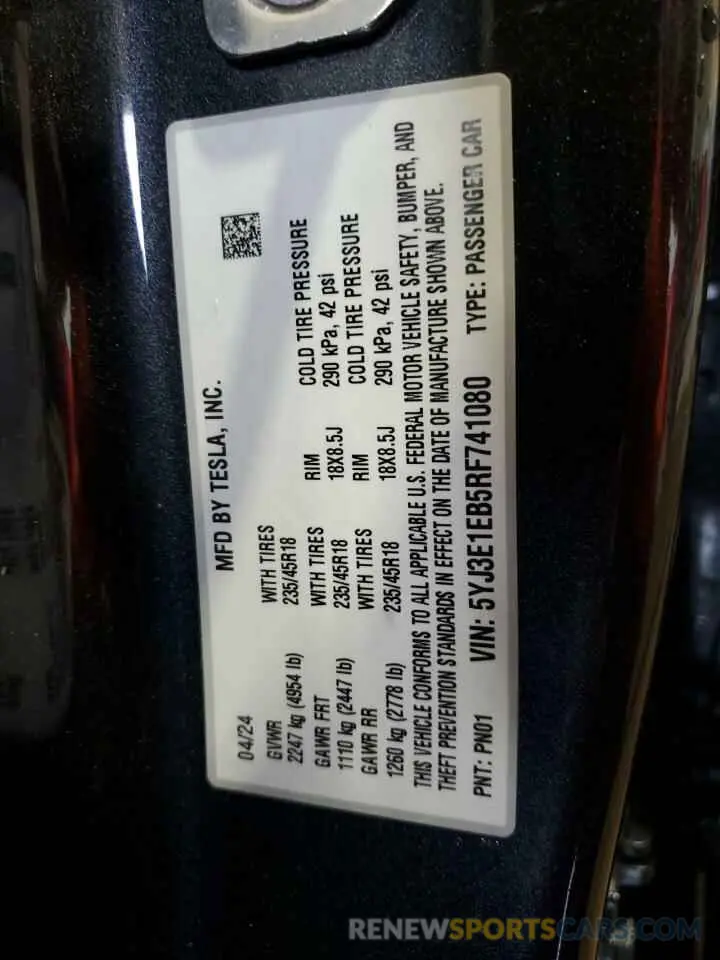 MFD BY TESLA, INC.
04/24
GVWR WITH TIRES
2247 kg (4954 lb) 235/45R18
GAWR FRT WITH TIRES RIM COLD TIRE PRESSURE
1110 kg (2447 lb) 235/45R18 18X8.5J 290 kPa, 42 psi
GAWR RR WITH TIRES RIM COLD TIRE PRESSURE
1260 kg (2778 lb) 235/45R18 18X8.5J 290 kPa, 42 psi
THIS VEHICLE CONFORMS TO ALL APPLICABLE U.S. FEDERAL MOTOR VEHICLE SAFETY, BUMPER, AND
THEFT PREVENTION STANDARDS IN EFFECT ON THE DATE OF MANUFACTURE SHOWN ABOVE.
PNT: PN01 VIN: 5YJ3E1EB5RF741080 TYPE: PASSENGER CAR
RENEWSPORTSCARS.COM